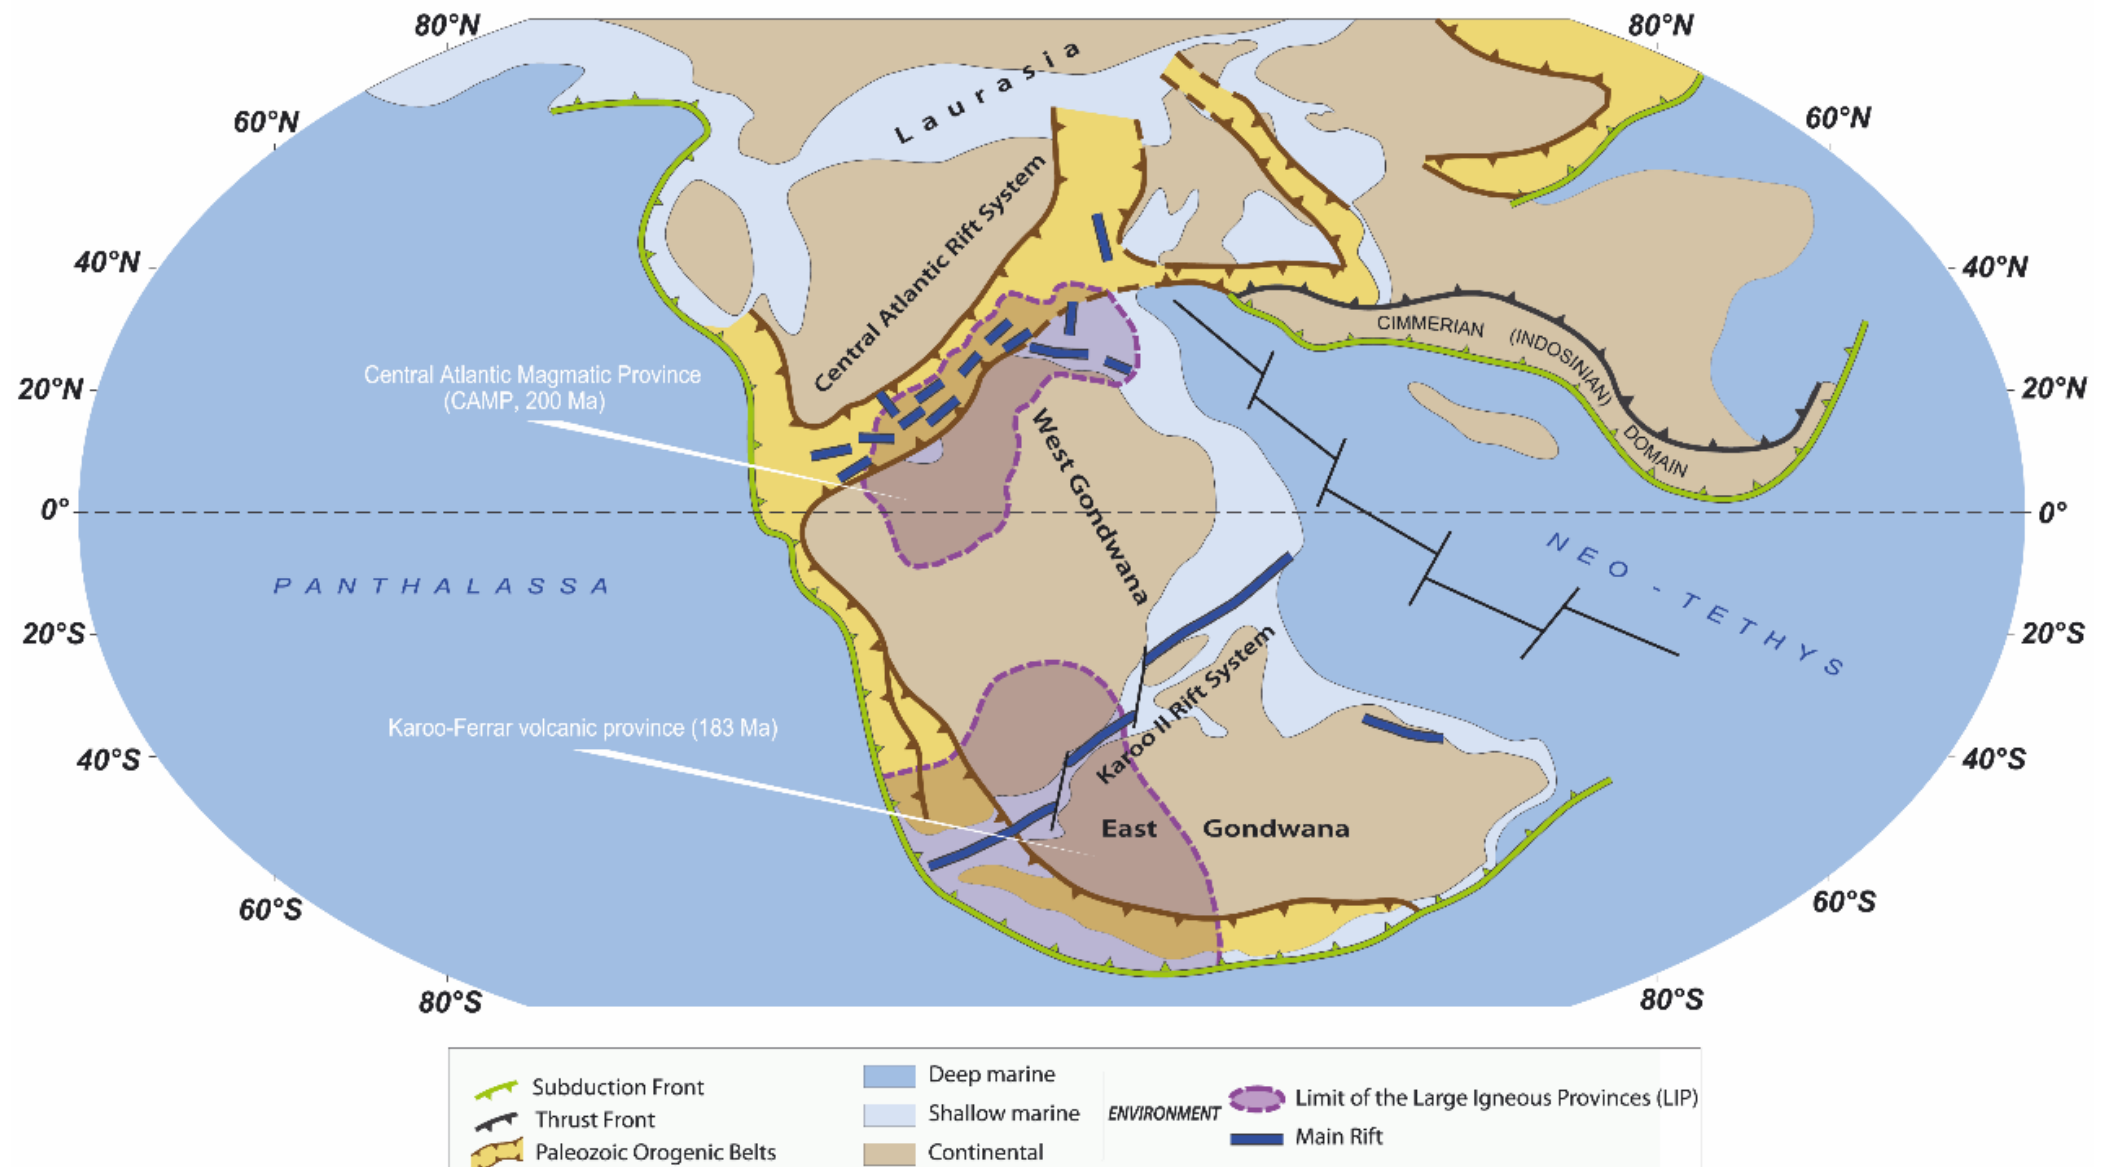 80°N
80°N
60°N
60°N
Laurasia
40°N
40°N
Central Atlantic Rift System
CIMMERIAN (INDOSINIAN) DOMAIN
Central Atlantic Magmatic Province
(CAMP, 200 Ma)
20°N
20°N
West Gondwana
0°
0°
PANTHALASSA
NEO-TETHYS
20°S
20°S
Karoo II Rift System
Karoo-Ferrar volcanic province (183 Ma)
40°S
40°S
East Gondwana
60°S
60°S
80°S
80°S
Subduction Front
Thrust Front
Paleozoic Orogenic Belts
Deep marine
Shallow marine
Continental
ENVIRONMENT
Limit of the Large Igneous Provinces (LIP)
Main Rift